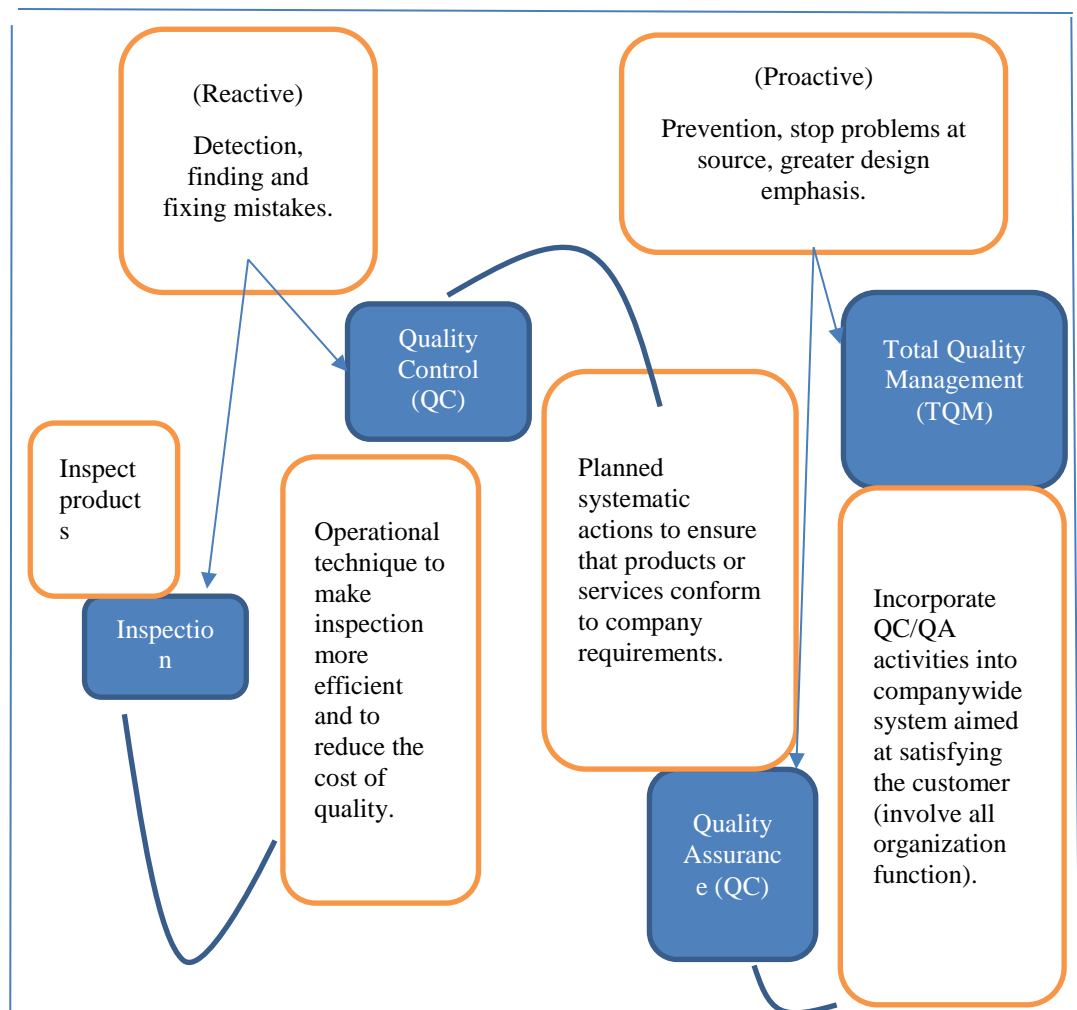 (Reactive)
Detection,
finding and
fixing mistakes.
(Proactive)
Prevention, stop problems at
source, greater design
emphasis.
Quality
Control
(QC)
Total Quality
Management
(TQM)
Inspect
product
s
Inspectio
n
Operational
technique to
make
inspection
more
efficient
and to
reduce the
cost of
quality.
Planned
systematic
actions to ensure
that products or
services conform
to company
requirements.
Quality
Assuranc
e (QC)
Incorporate
QC/QA
activities into
companywide
system aimed
at satisfying
the customer
(involve all
organization
function).